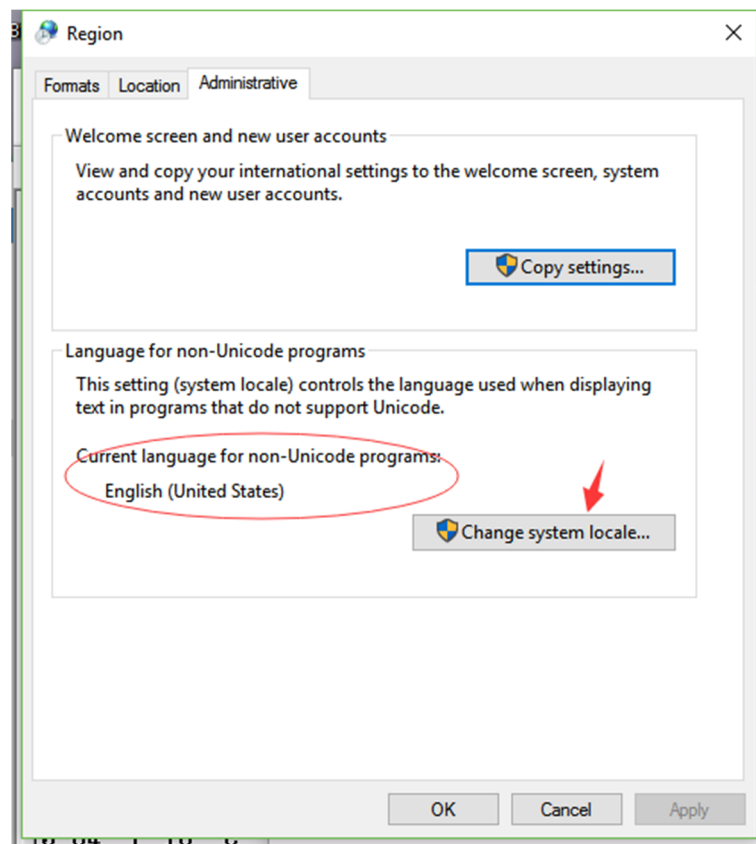 Region
Formats Location Administrative
Welcome screen and new user accounts
View and copy your international settings to the welcome screen, system
accounts and new user accounts.
Copy settings...
Language for non-Unicode programs
This setting (system locale) controls the language used when displaying
text in programs that do not support Unicode.
Current language for non-Unicode programs:
English (United States)
Change system locale...
OK Cancel Apply